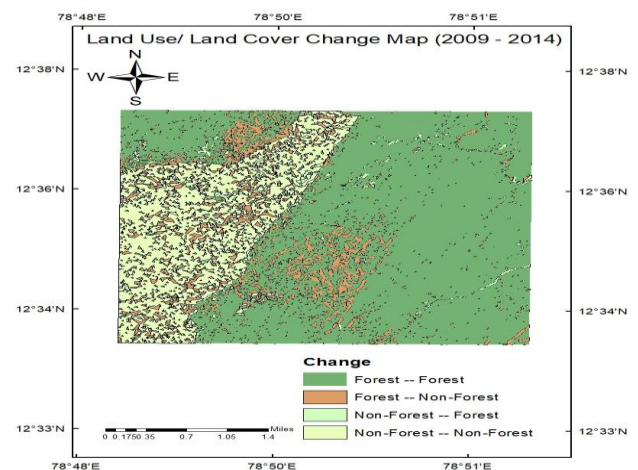 78°48'E 78°50'E 78°51'E
Land Use/ Land Cover Change Map (2009 - 2014)
N
W E
S
12°38'N 12°38'N
12°36'N 12°36'N
12°34'N 12°34'N
Change
Forest -- Forest
Forest -- Non-Forest
Non-Forest -- Forest
Non-Forest -- Non-Forest
Miles
0 0.1750.35 0.7 1.05 1.4
12°33'N 12°33'N
78°48'E 78°50'E 78°51'E